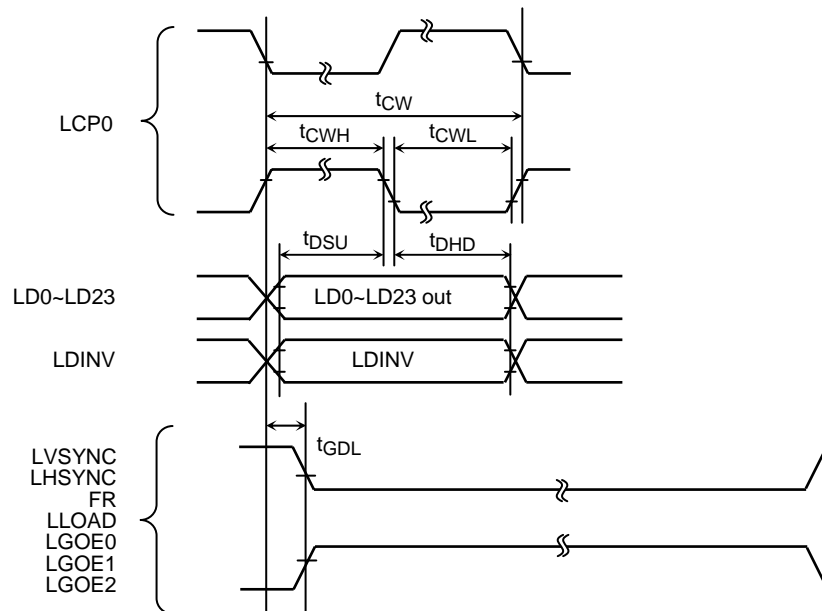 LCP0
tCW
tCWH
tCWL
tDSU
tDHD
LD0~LD23
LD0~LD23 out
LDINV
LDINV
tGDL
LVSYNC
LHSYNC
FR
LLOAD
LGOE0
LGOE1
LGOE2